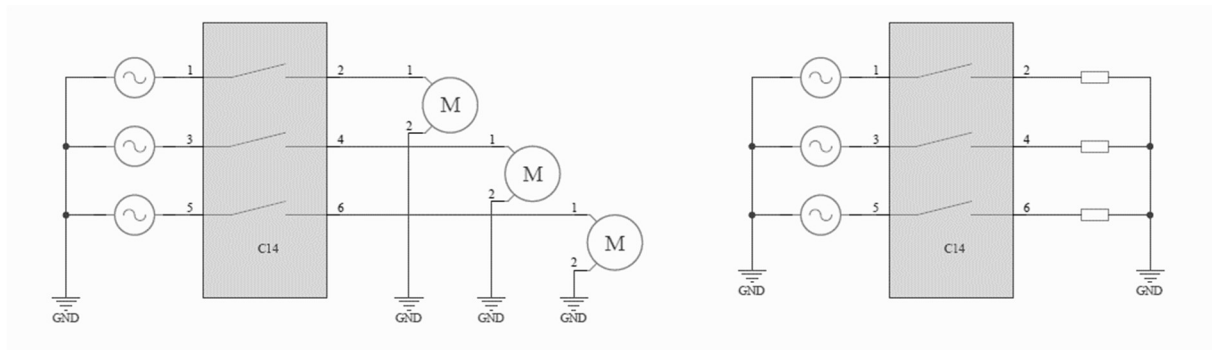 1 2 1
M
2
3 4 1
M
2
5 6 1
M
2
C14
GND GND GND GND
1 2
3 4
5 6
C14
GND GND